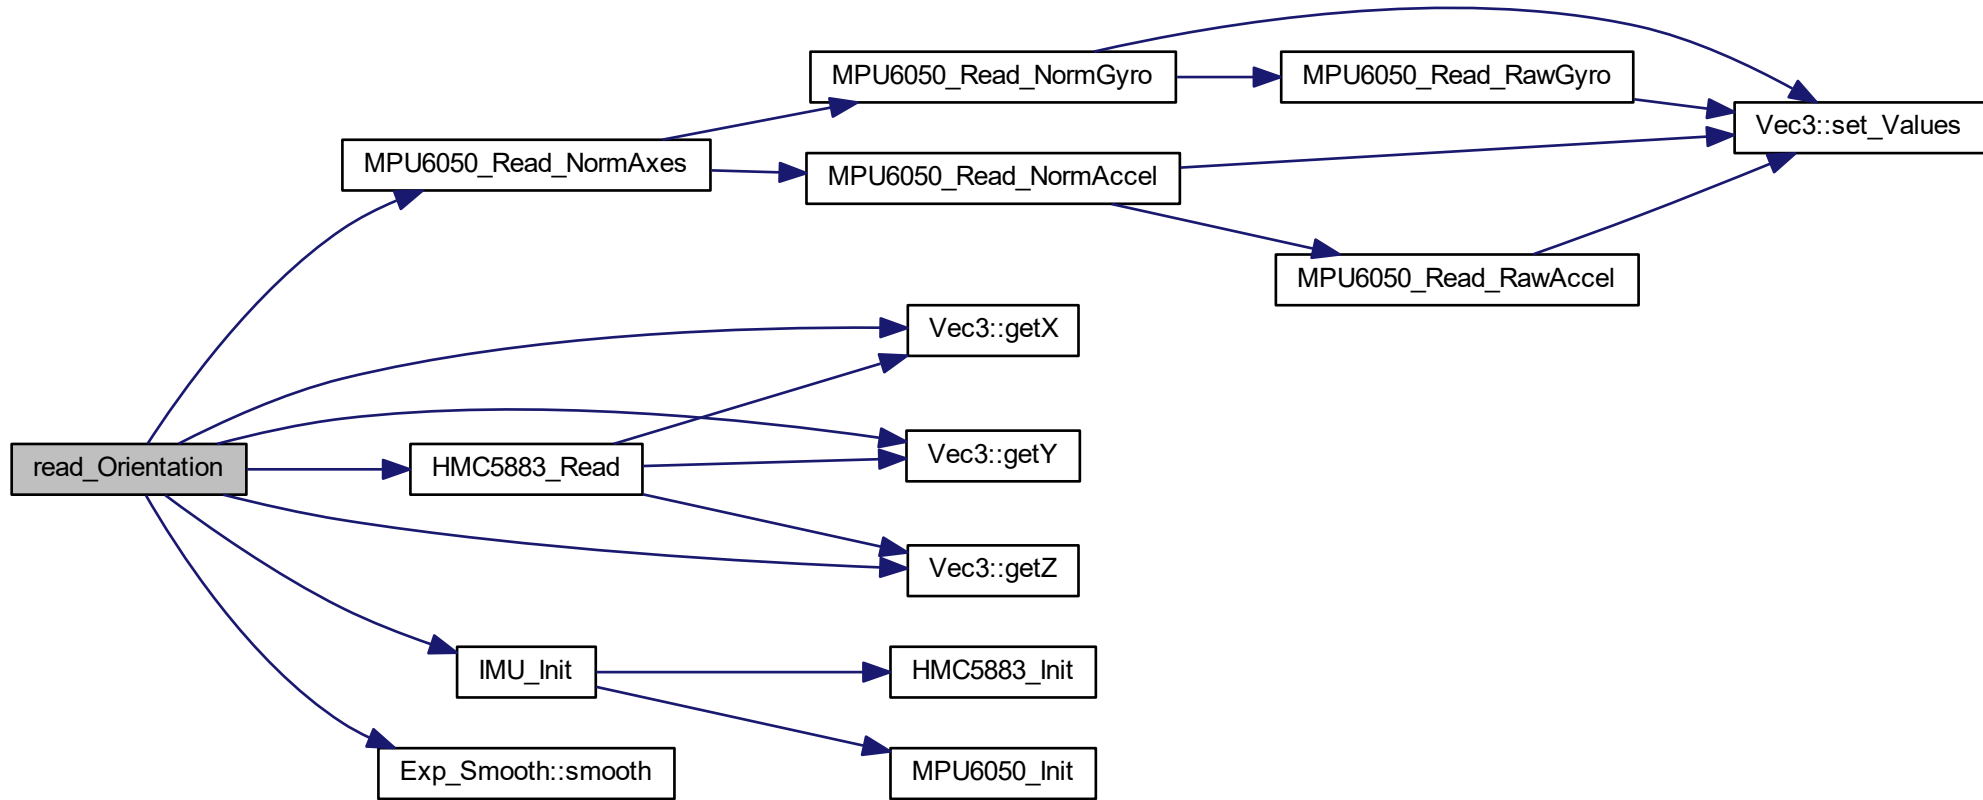 MPU6050_Read_NormGyro
MPU6050_Read_RawGyro
Vec3::set_Values
MPU6050_Read_NormAxes
MPU6050_Read_NormAccel
MPU6050_Read_RawAccel
Vec3::getX
read_Orientation
HMC5883_Read
Vec3::getY
Vec3::getZ
IMU_Init
HMC5883_Init
Exp_Smooth::smooth
MPU6050_Init